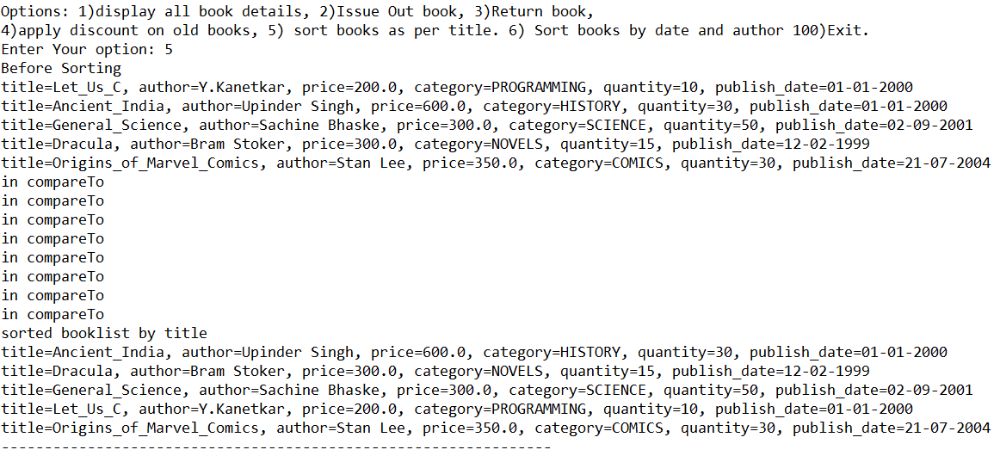 Options: 1)display all book details, 2)Issue Out book, 3)Return book,
4)apply discount on old books, 5) sort books as per title. 6) Sort books by date and author 100)Exit.
Enter Your option: 5
Before Sorting
title=Let_Us_C, author=Y.Kanetkar, price=200.0, category=PROGRAMMING, quantity=10, publish_date=01-01-2000
title=Ancient_India, author=Upinder Singh, price=600.0, category=HISTORY, quantity=30, publish_date=01-01-2000
title=General_Science, author=Sachine Bhaske, price=300.0, category=SCIENCE, quantity=50, publish_date=02-09-2001
title=Dracula, author=Bram Stoker, price=300.0, category=NOVELS, quantity=15, publish_date=12-02-1999
title=Origins_of_Marvel_Comics, author=Stan Lee, price=350.0, category=COMICS, quantity=30, publish_date=21-07-2004
in compareTo
in compareTo
in compareTo
in compareTo
in compareTo
in compareTo
in compareTo
in compareTo
sorted booklist by title
title=Ancient_India, author=Upinder Singh, price=600.0, category=HISTORY, quantity=30, publish_date=01-01-2000
title=Dracula, author=Bram Stoker, price=300.0, category=NOVELS, quantity=15, publish_date=12-02-1999
title=General_Science, author=Sachine Bhaske, price=300.0, category=SCIENCE, quantity=50, publish_date=02-09-2001
title=Let_Us_C, author=Y.Kanetkar, price=200.0, category=PROGRAMMING, quantity=10, publish_date=01-01-2000
title=Origins_of_Marvel_Comics, author=Stan Lee, price=350.0, category=COMICS, quantity=30, publish_date=21-07-2004
----------------------------------------------------------------